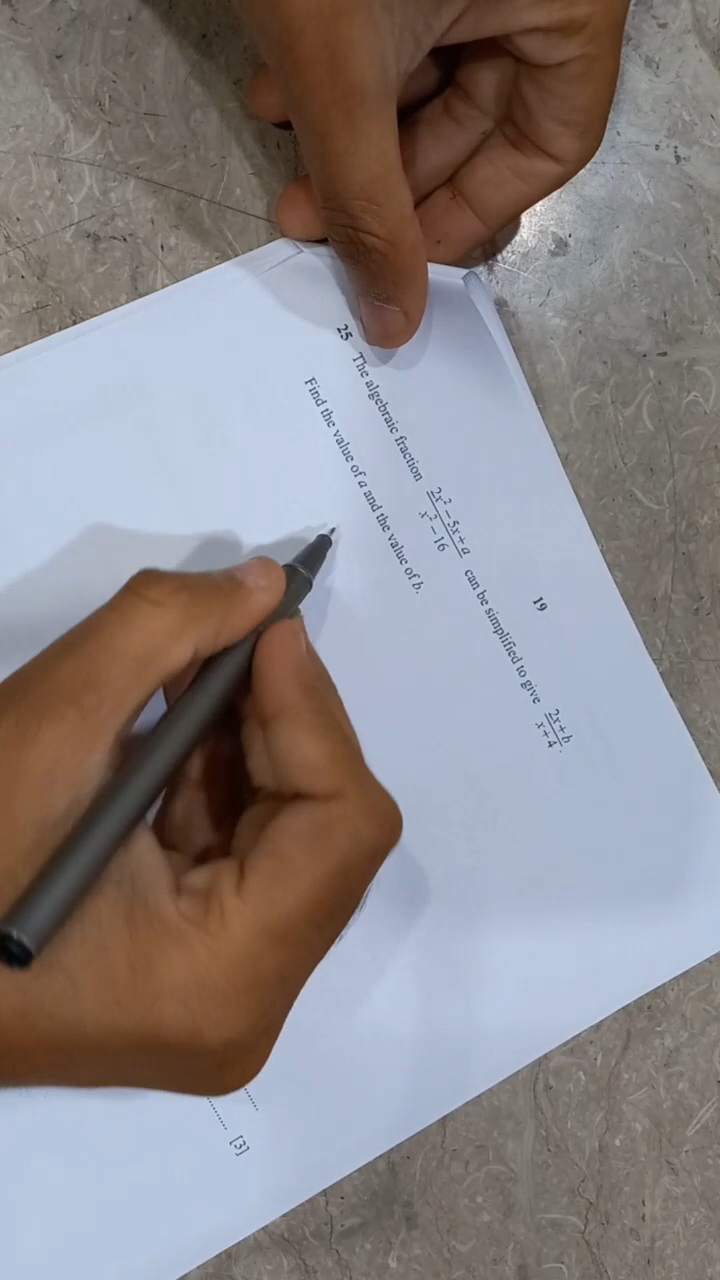 19
25 The algebraic fraction (2x² − 5x + a)/(x² − 16) can be simplified to give (2x + b)/(x + 4).
Find the value of a and the value of b.
..........
.......... [3]